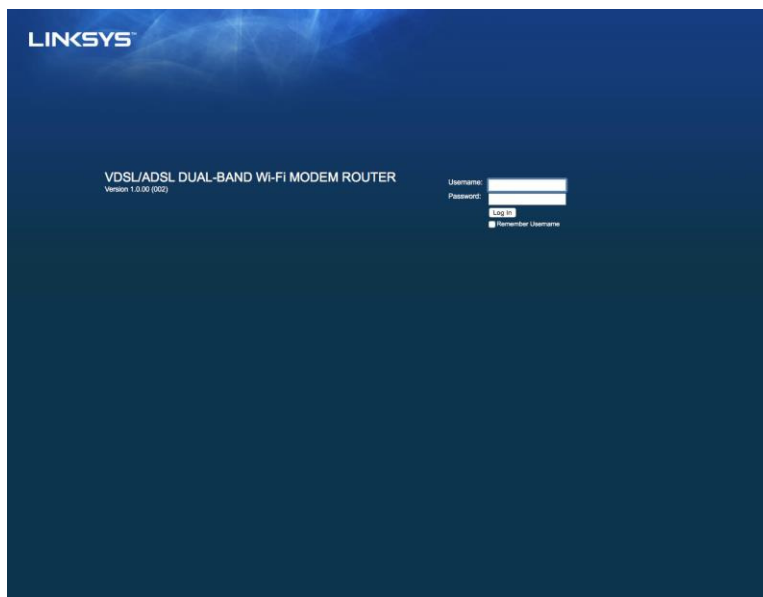 LINKSYS™
VDSL/ADSL DUAL-BAND Wi-Fi MODEM ROUTER
Version 1.0.00 (002)
Username:
Password:
Log In
Remember Username